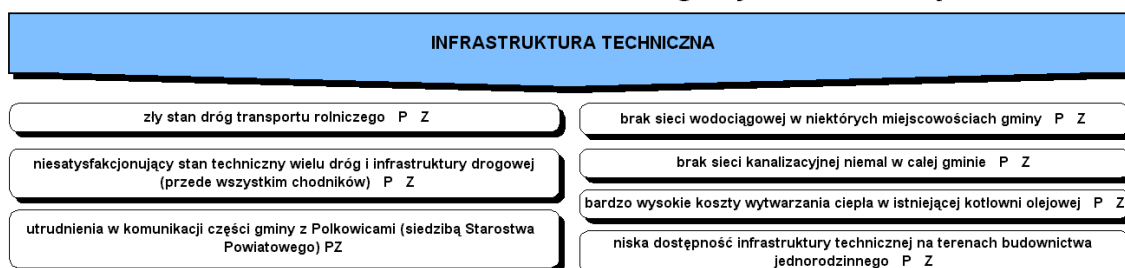 INFRASTRUKTURA TECHNICZNA
zły stan dróg transportu rolniczego P Z
niesatysfakcjonujący stan techniczny wielu dróg i infrastruktury drogowej
(przede wszystkim chodników) P Z
utrudnienia w komunikacji części gminy z Polkowicami (siedzibą Starostwa
Powiatowego) PZ
brak sieci wodociągowej w niektórych miejscowościach gminy P Z
brak sieci kanalizacyjnej niemal w całej gminie P Z
bardzo wysokie koszty wytwarzania ciepła w istniejącej kotłowni olejowej P Z
niska dostępność infrastruktury technicznej na terenach budownictwa
jednorodzinnego P Z